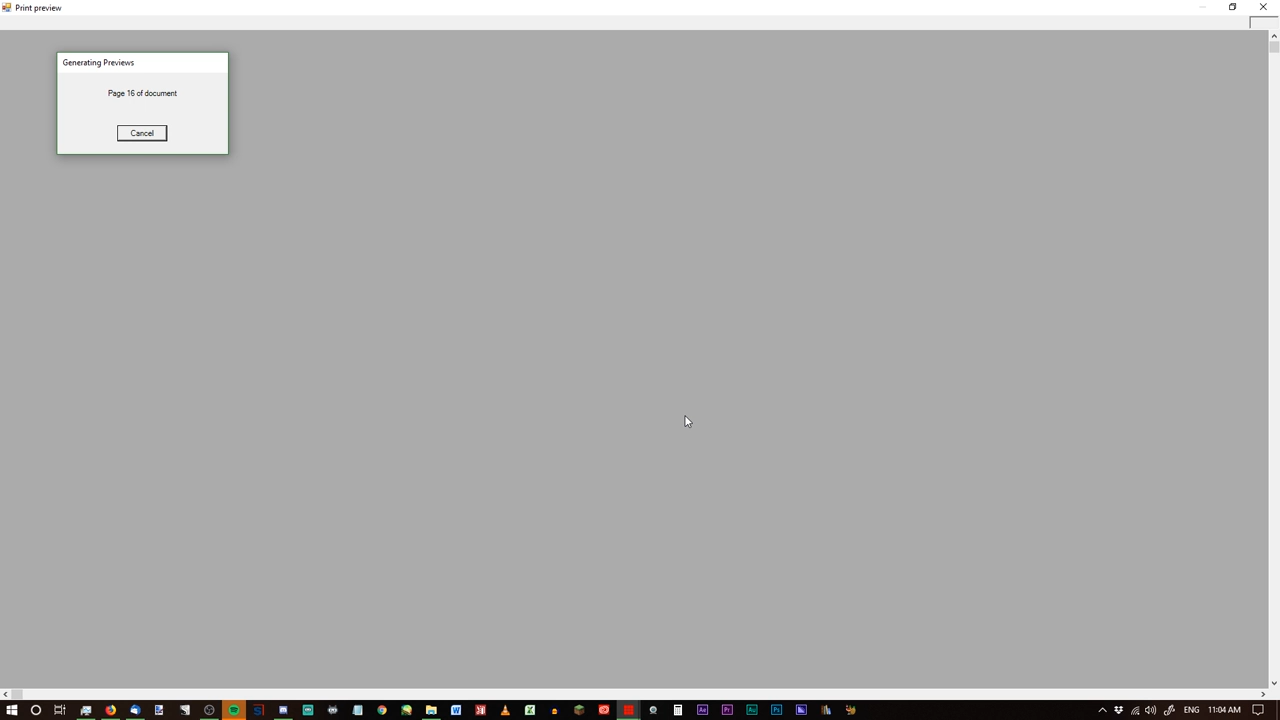 Print preview
Generating Previews
Page 16 of document
Cancel
ENG
11:04 AM